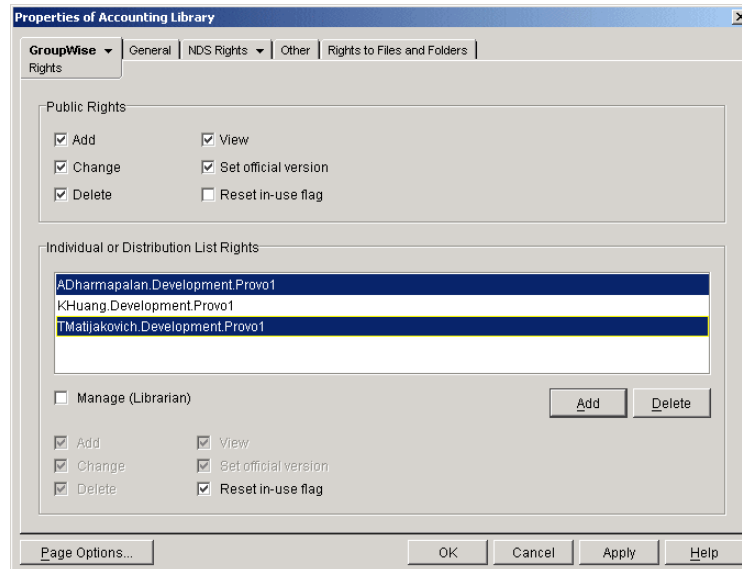 Properties of Accounting Library
GroupWise General NDS Rights Other Rights to Files and Folders
Rights
Public Rights
Add View
Change Set official version
Delete Reset in-use flag
Individual or Distribution List Rights
ADharmapalan.Development.Provo1
KHuang.Development.Provo1
TMatijakovich.Development.Provo1
Manage (Librarian) Add Delete
Add View
Change Set official version
Delete Reset in-use flag
Page Options... OK Cancel Apply Help